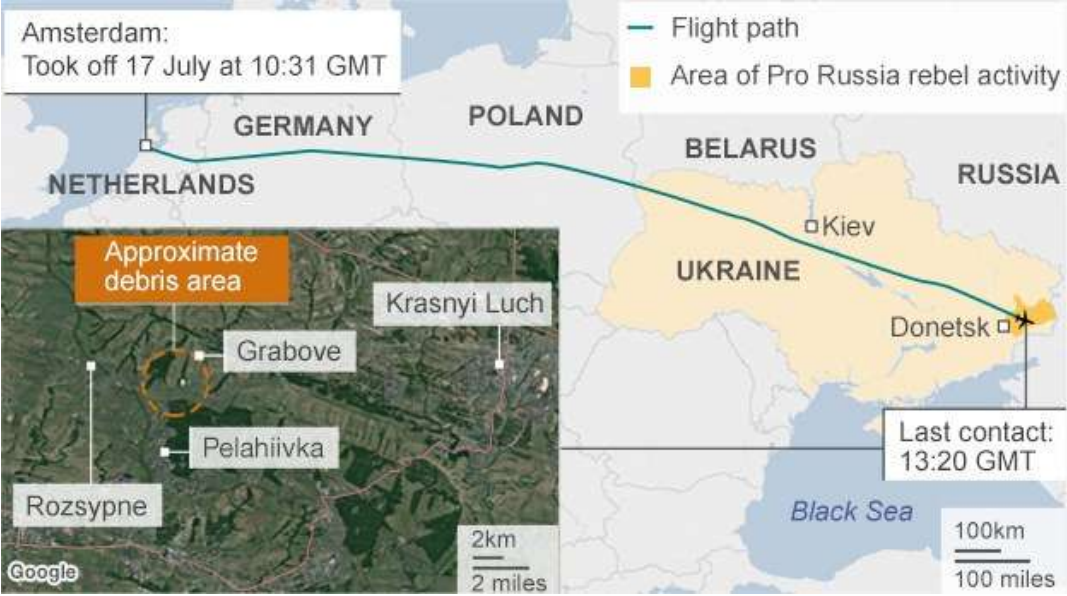 Amsterdam:
Took off 17 July at 10:31 GMT
Flight path
Area of Pro Russia rebel activity
GERMANY
POLAND
BELARUS
RUSSIA
NETHERLANDS
Kiev
UKRAINE
Donetsk
Last contact:
13:20 GMT
Black Sea
100km
100 miles
Approximate
debris area
Krasnyi Luch
Grabove
Pelahiivka
Rozsypne
2km
2 miles
Google